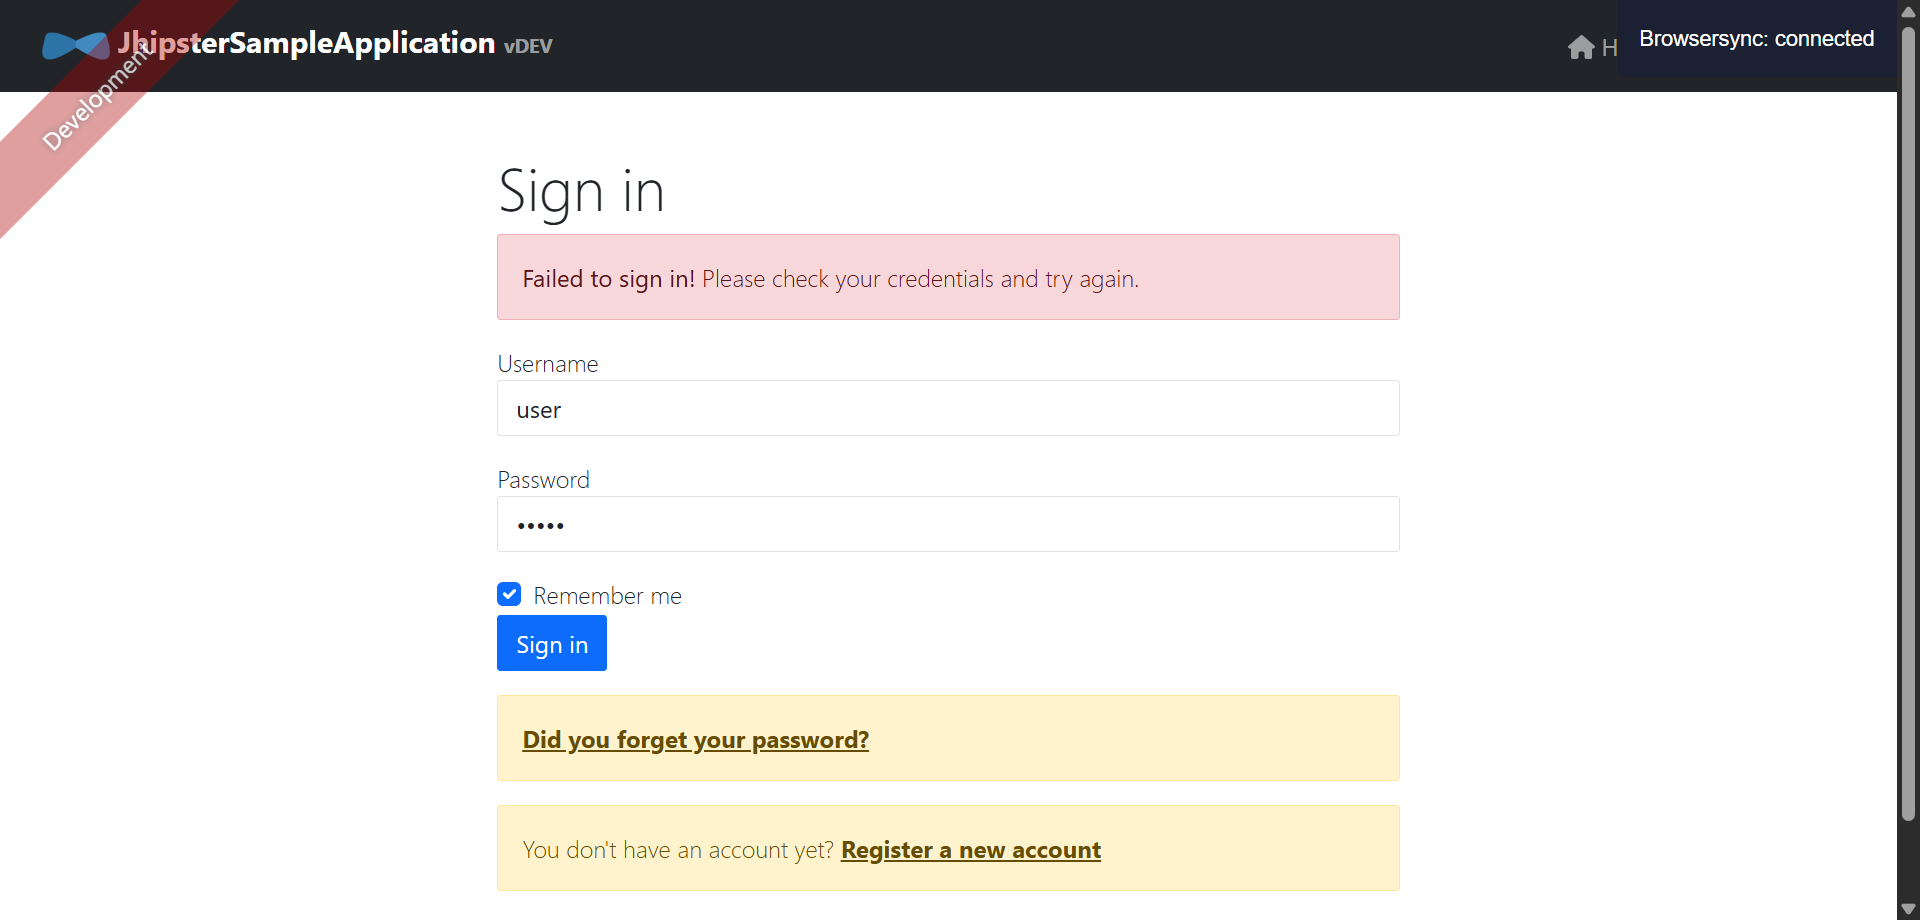 JhipsterSampleApplication vDEV
H
Browsersync: connected
Development
Sign in
Failed to sign in! Please check your credentials and try again.
Username
user
Password
•••••
Remember me
Sign in
Did you forget your password?
You don't have an account yet? Register a new account